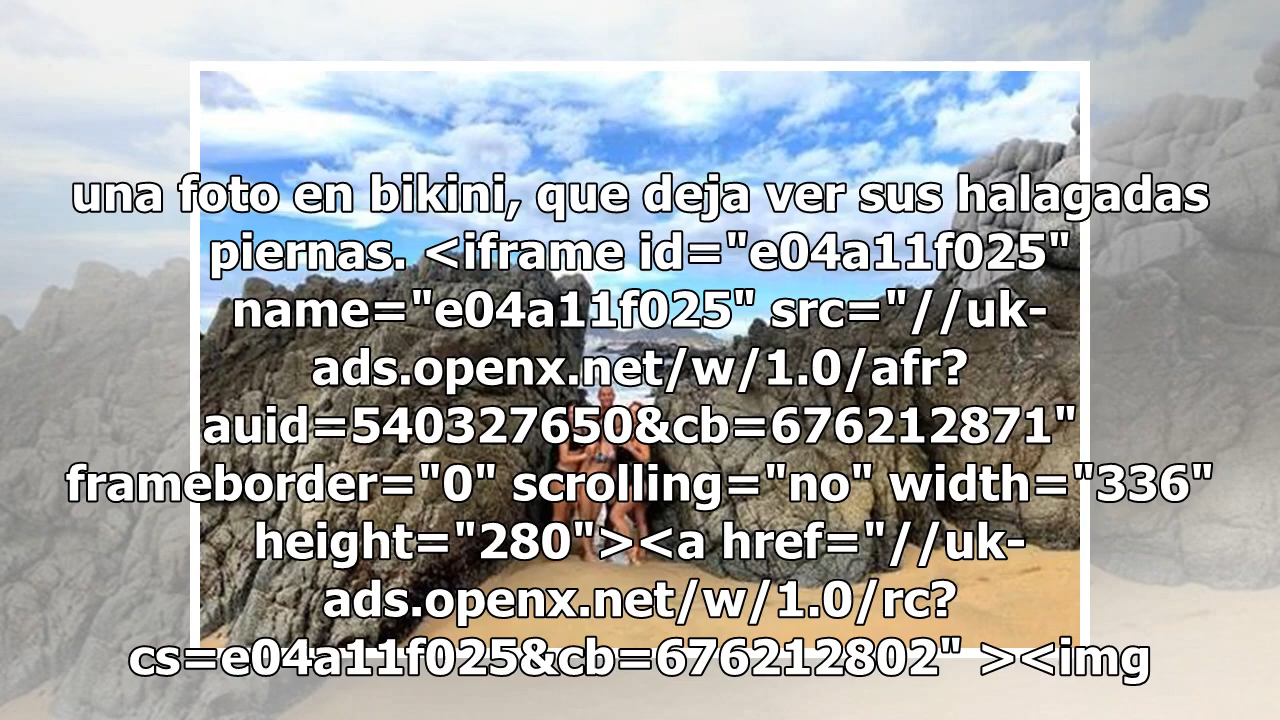 una foto en bikini, que deja ver sus halagadas
piernas. <iframe id="e04a11f025"
name="e04a11f025" src="//uk-
ads.openx.net/w/1.0/afr?
auid=540327650&cb=676212871"
frameborder="0" scrolling="no" width="336"
height="280"><a href="//uk-
ads.openx.net/w/1.0/rc?
cs=e04a11f025&cb=676212802" ><img